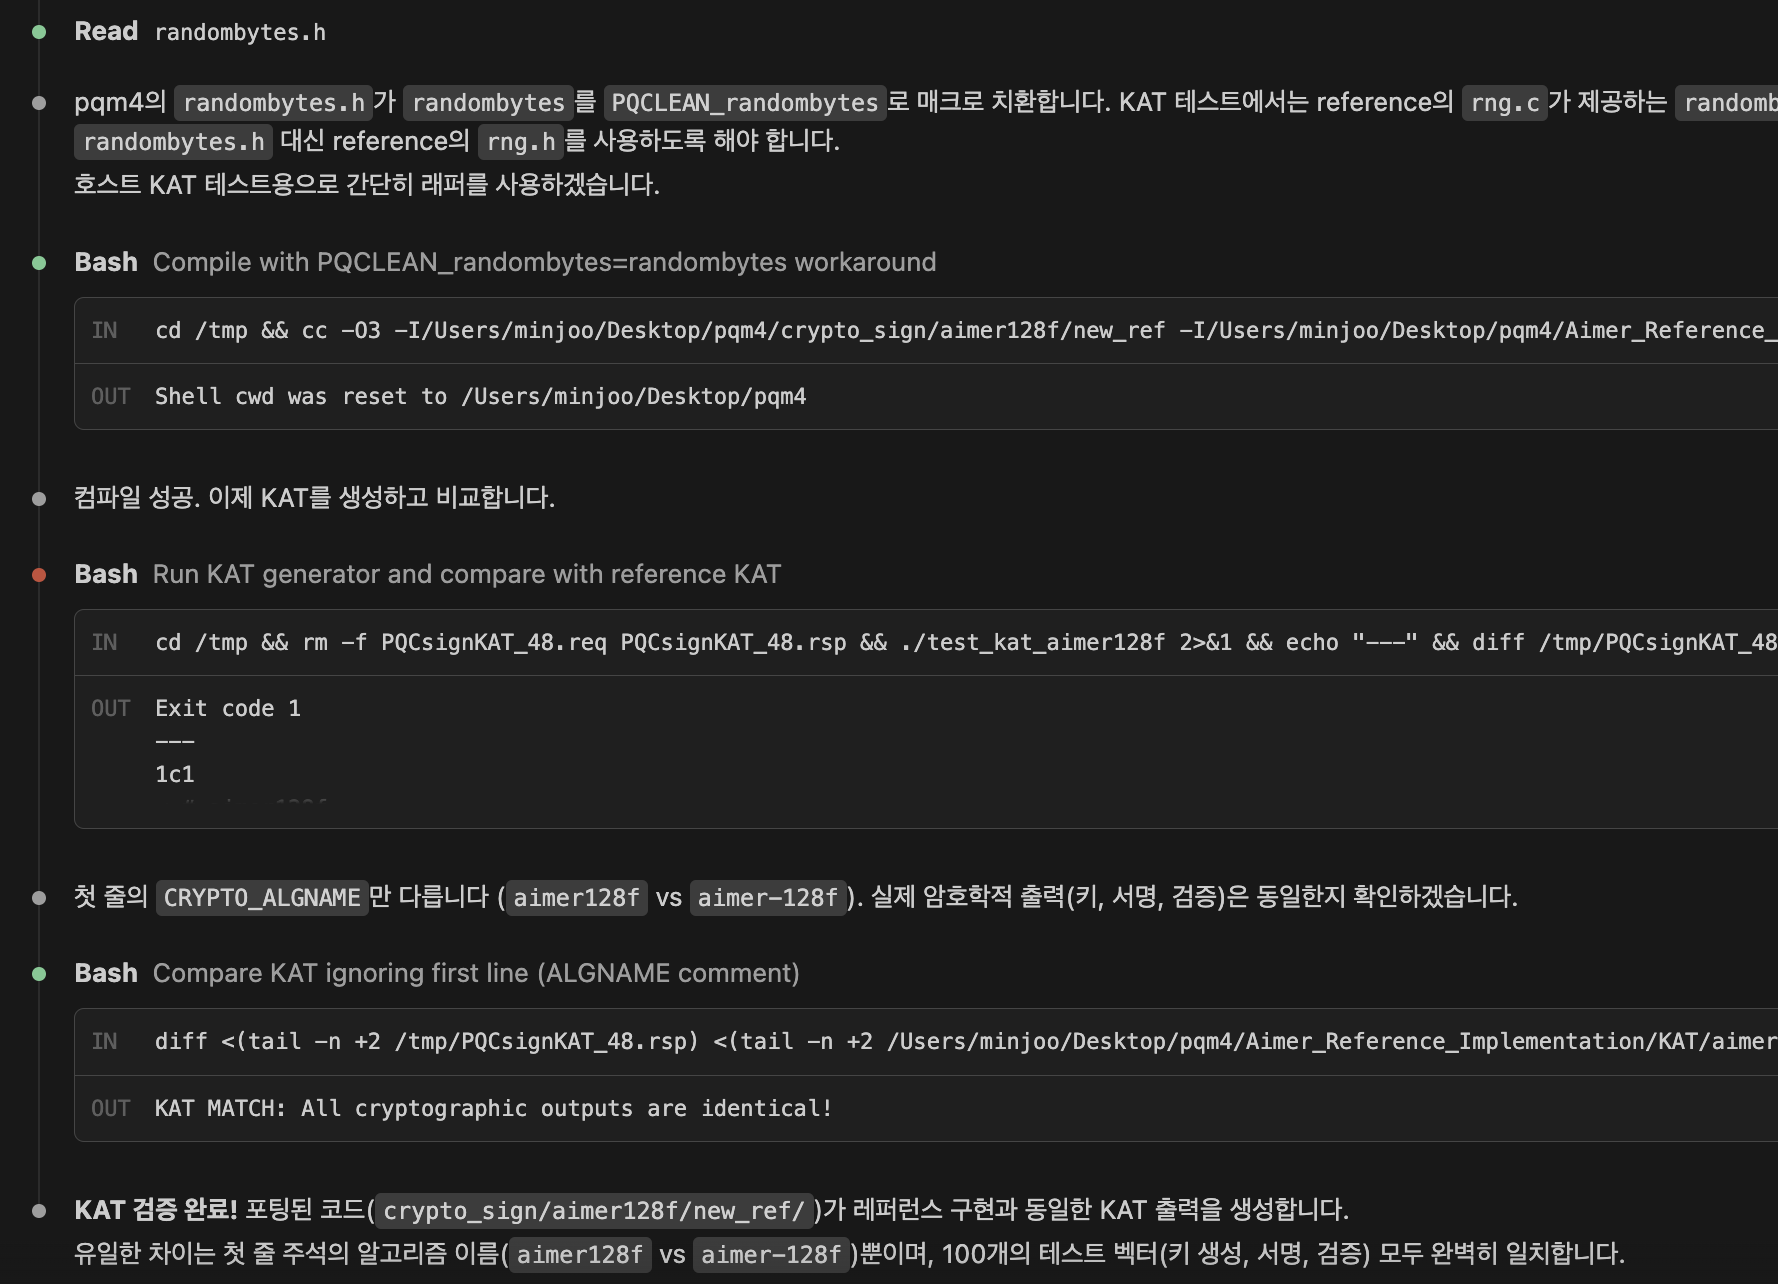 Read randombytes.h
pqm4의 randombytes.h가 randombytes를 PQCLEAN_randombytes로 매크로 치환합니다. KAT 테스트에서는 reference의 rng.c가 제공하는
randombytes.h 대신 reference의 rng.h를 사용하도록 해야 합니다.
호스트 KAT 테스트용으로 간단히 래퍼를 사용하겠습니다.
Bash Compile with PQCLEAN_randombytes=randombytes workaround
IN cd /tmp && cc -O3 -I/Users/minjoo/Desktop/pqm4/crypto_sign/aimer128f/new_ref -I/Users/minjoo/Desktop/pqm4/Aimer_Reference_
OUT Shell cwd was reset to /Users/minjoo/Desktop/pqm4
컴파일 성공. 이제 KAT를 생성하고 비교합니다.
Bash Run KAT generator and compare with reference KAT
IN cd /tmp && rm -f PQCsignKAT_48.req PQCsignKAT_48.rsp && ./test_kat_aimer128f 2>&1 && echo "---" && diff /tmp/PQCsignKAT_48
OUT Exit code 1
---
1c1
첫 줄의 CRYPTO_ALGNAME만 다릅니다 (aimer128f vs aimer-128f). 실제 암호학적 출력(키, 서명, 검증)은 동일한지 확인하겠습니다.
Bash Compare KAT ignoring first line (ALGNAME comment)
IN diff <(tail -n +2 /tmp/PQCsignKAT_48.rsp) <(tail -n +2 /Users/minjoo/Desktop/pqm4/Aimer_Reference_Implementation/KAT/aimer
OUT KAT MATCH: All cryptographic outputs are identical!
KAT 검증 완료! 포팅된 코드(crypto_sign/aimer128f/new_ref/)가 레퍼런스 구현과 동일한 KAT 출력을 생성합니다.
유일한 차이는 첫 줄 주석의 알고리즘 이름(aimer128f vs aimer-128f)뿐이며, 100개의 테스트 벡터(키 생성, 서명, 검증) 모두 완벽히 일치합니다.